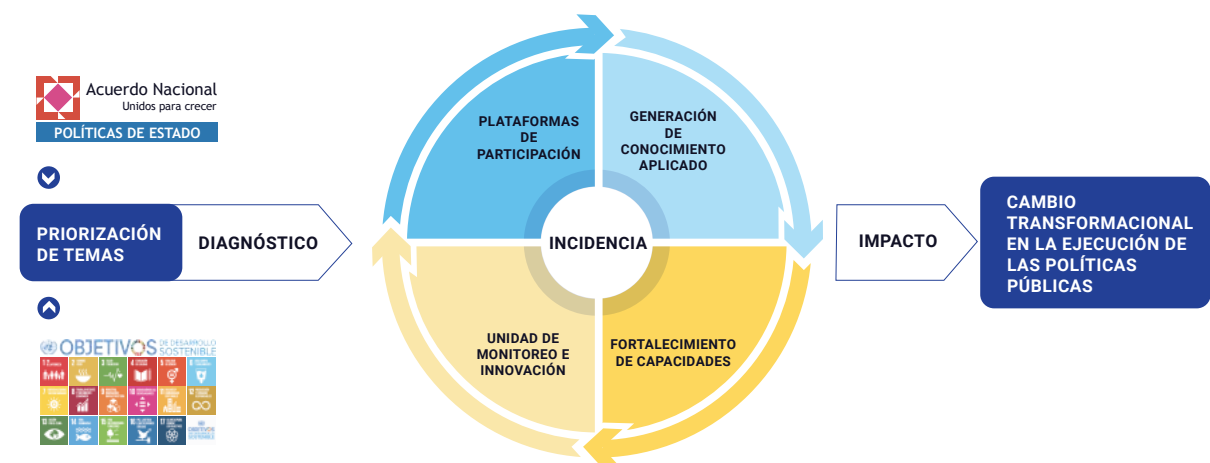 Acuerdo Nacional
Unidos para crecer
POLÍTICAS DE ESTADO
PRIORIZACIÓN
DE TEMAS
DIAGNÓSTICO
OBJETIVOS
DE DESARROLLO
SOSTENIBLE
PLATAFORMAS
DE
PARTICIPACIÓN
GENERACIÓN
DE
CONOCIMIENTO
APLICADO
INCIDENCIA
UNIDAD DE
MONITOREO E
INNOVACIÓN
FORTALECIMIENTO
DE CAPACIDADES
IMPACTO
CAMBIO
TRANSFORMACIONAL
EN LA EJECUCIÓN DE
LAS POLÍTICAS
PÚBLICAS